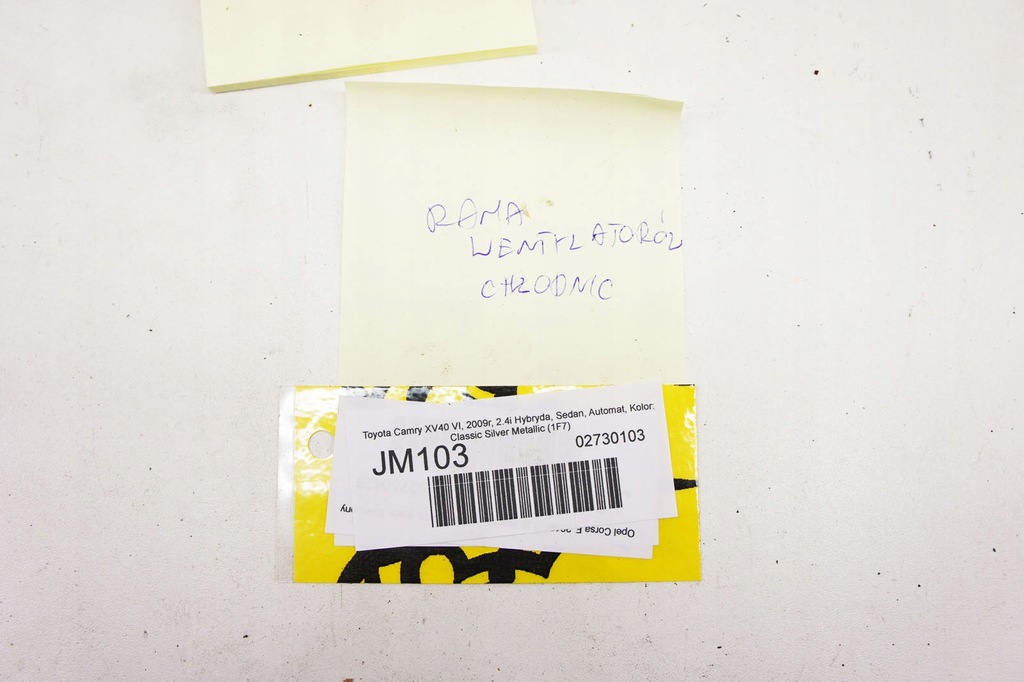 RAMA
WENTYLATORÓW
CHŁODNIC
Toyota Camry XV40 VI, 2009r, 2.4i Hybryda, Sedan, Automat, Kolor:
Classic Silver Metallic (1F7)
JM103
02730103
Opel Corsa